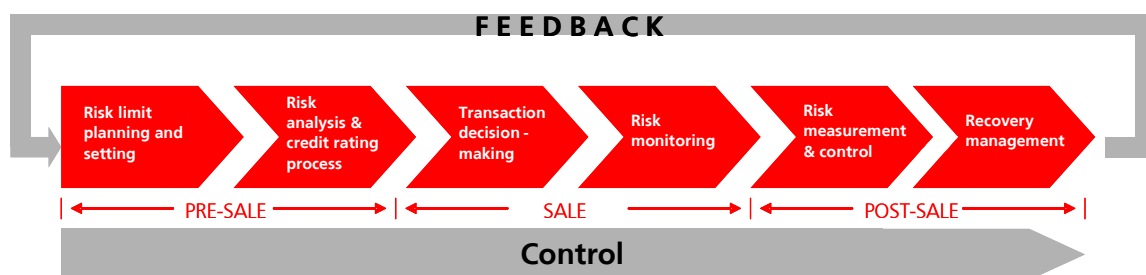 FEEDBACK
Risk limit
planning and
setting
Risk
analysis &
credit rating
process
Transaction
decision -
making
Risk
monitoring
Risk
measurement
& control
Recovery
management
PRE-SALE
SALE
POST-SALE
Control